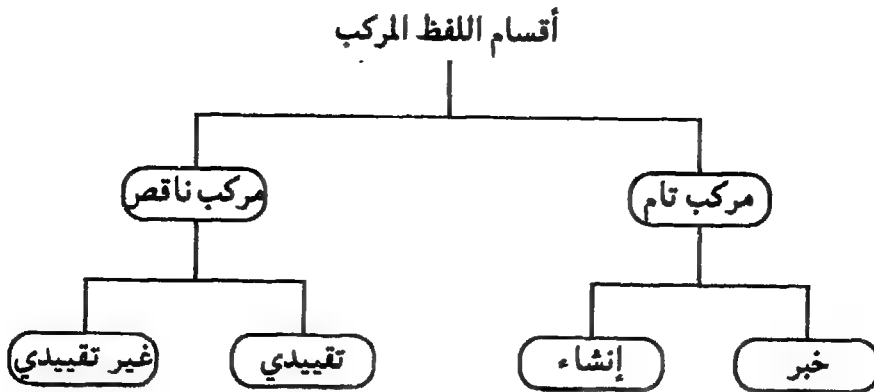 أقسام اللفظ المركب
مركب تام
مركب ناقص
خبر
إنشاء
تقييدي
غير تقييدي